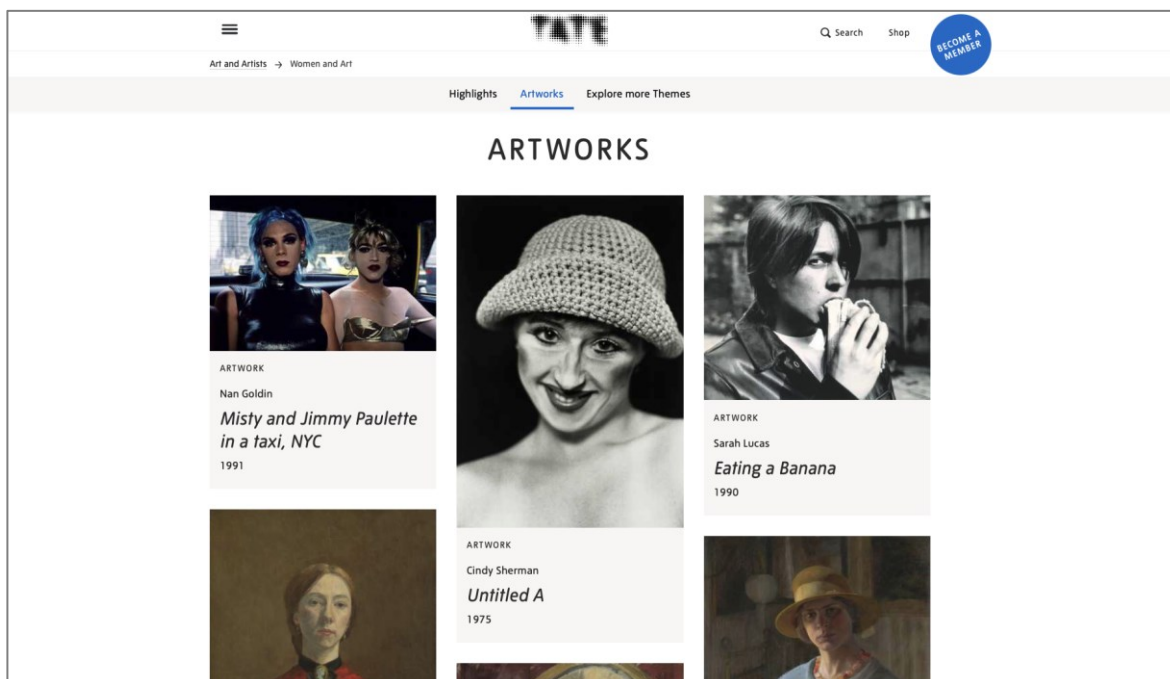 TATE
Search
Shop
BECOME A
MEMBER
Art and Artists → Women and Art
Highlights
Artworks
Explore more Themes
ARTWORKS
ARTWORK
Nan Goldin
Misty and Jimmy Paulette
in a taxi, NYC
1991
ARTWORK
Cindy Sherman
Untitled A
1975
ARTWORK
Sarah Lucas
Eating a Banana
1990